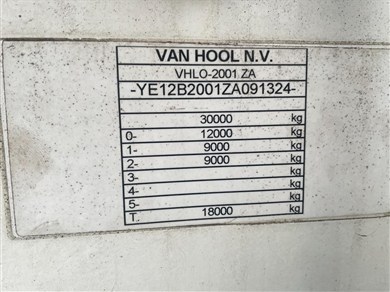 VAN HOOL N.V.
VHLO-2001 ZA
-YE12B2001ZA091324-
30000 kg
0- 12000 kg
1- 9000 kg
2- 9000 kg
3- kg
4- kg
5- kg
T. 18000 kg